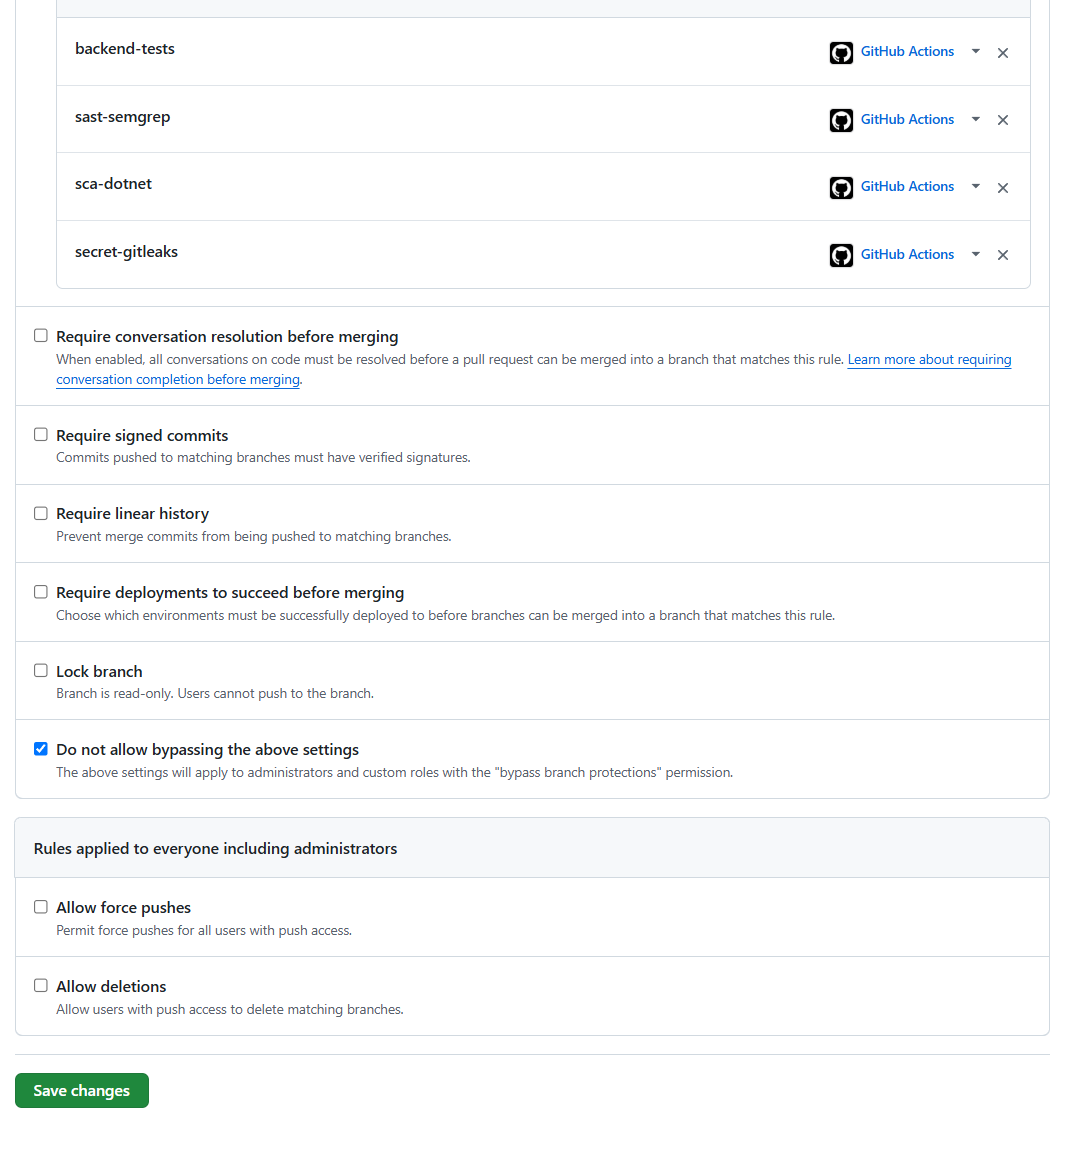 backend-tests
GitHub Actions
sast-semgrep
GitHub Actions
sca-dotnet
GitHub Actions
secret-gitleaks
GitHub Actions
Require conversation resolution before merging
When enabled, all conversations on code must be resolved before a pull request can be merged into a branch that matches this rule. Learn more about requiring
conversation completion before merging.
Require signed commits
Commits pushed to matching branches must have verified signatures.
Require linear history
Prevent merge commits from being pushed to matching branches.
Require deployments to succeed before merging
Choose which environments must be successfully deployed to before branches can be merged into a branch that matches this rule.
Lock branch
Branch is read-only. Users cannot push to the branch.
Do not allow bypassing the above settings
The above settings will apply to administrators and custom roles with the "bypass branch protections" permission.
Rules applied to everyone including administrators
Allow force pushes
Permit force pushes for all users with push access.
Allow deletions
Allow users with push access to delete matching branches.
Save changes